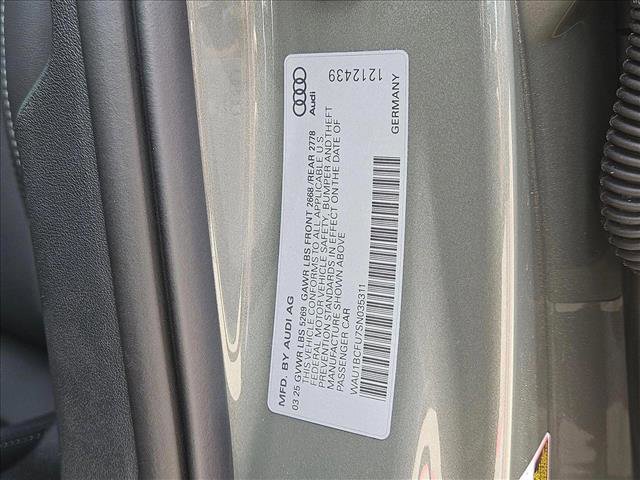 MFD. BY AUDI AG
03 25 GVWR LBS 5269 GAWR LBS FRONT 2668/REAR 2778
THIS VEHICLE CONFORMS TO ALL APPLICABLE U.S.
FEDERAL MOTOR VEHICLE SAFETY, BUMPER AND THEFT
PREVENTION STANDARDS IN EFFECT ON THE DATE OF
MANUFACTURE SHOWN ABOVE
PASSENGER CAR
WAU1BCFU7SN035311
Audi
1212439
GERMANY